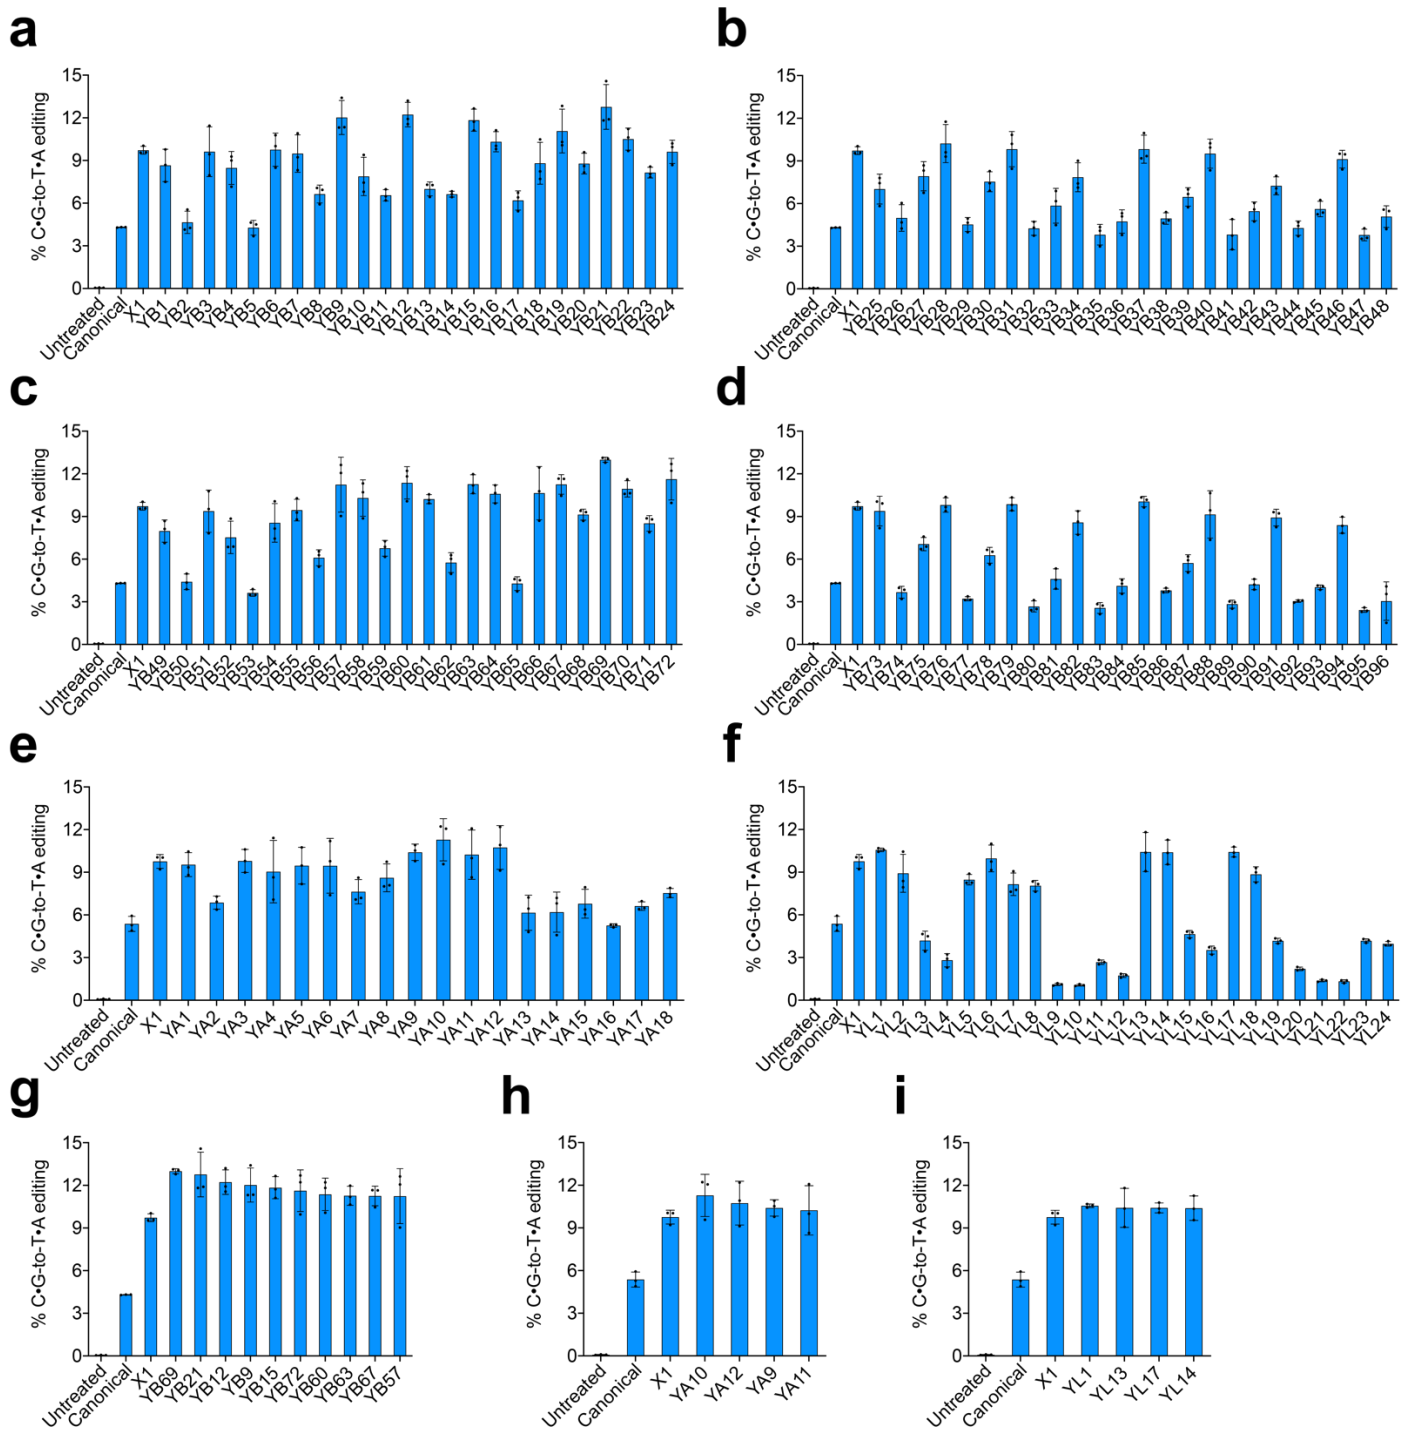 a
% C•G-to-T•A editing
15
12
9
6
3
0
Untreated
Canonical
X1
YB1
YB2
YB3
YB4
YB5
YB6
YB7
YB8
YB9
YB10
YB11
YB12
YB13
YB14
YB15
YB16
YB17
YB18
YB19
YB20
YB21
YB22
YB23
YB24
b
% C•G-to-T•A editing
15
12
9
6
3
0
Untreated
Canonical
X1
YB25
YB26
YB27
YB28
YB29
YB30
YB31
YB32
YB33
YB34
YB35
YB36
YB37
YB38
YB39
YB40
YB41
YB42
YB43
YB44
YB45
YB46
YB47
YB48
c
% C•G-to-T•A editing
15
12
9
6
3
0
Untreated
Canonical
X1
YB49
YB50
YB51
YB52
YB53
YB54
YB55
YB56
YB57
YB58
YB59
YB60
YB61
YB62
YB63
YB64
YB65
YB66
YB67
YB68
YB69
YB70
YB71
YB72
d
% C•G-to-T•A editing
15
12
9
6
3
0
Untreated
Canonical
X1
YB73
YB74
YB75
YB76
YB77
YB78
YB79
YB80
YB81
YB82
YB83
YB84
YB85
YB86
YB87
YB88
YB89
YB90
YB91
YB92
YB93
YB94
YB95
YB96
e
% C•G-to-T•A editing
15
12
9
6
3
0
Untreated
Canonical
X1
YA1
YA2
YA3
YA4
YA5
YA6
YA7
YA8
YA9
YA10
YA11
YA12
YA13
YA14
YA15
YA16
YA17
YA18
f
% C•G-to-T•A editing
15
12
9
6
3
0
Untreated
Canonical
X1
YL1
YL2
YL3
YL4
YL5
YL6
YL7
YL8
YL9
YL10
YL11
YL12
YL13
YL14
YL15
YL16
YL17
YL18
YL19
YL20
YL21
YL22
YL23
YL24
g
% C•G-to-T•A editing
15
12
9
6
3
0
Untreated
Canonical
X1
YB69
YB21
YB12
YB9
YB15
YB72
YB60
YB63
YB67
YB57
h
% C•G-to-T•A editing
15
12
9
6
3
0
Untreated
Canonical
X1
YA10
YA12
YA9
YA11
i
% C•G-to-T•A editing
15
12
9
6
3
0
Untreated
Canonical
X1
YL1
YL13
YL17
YL14